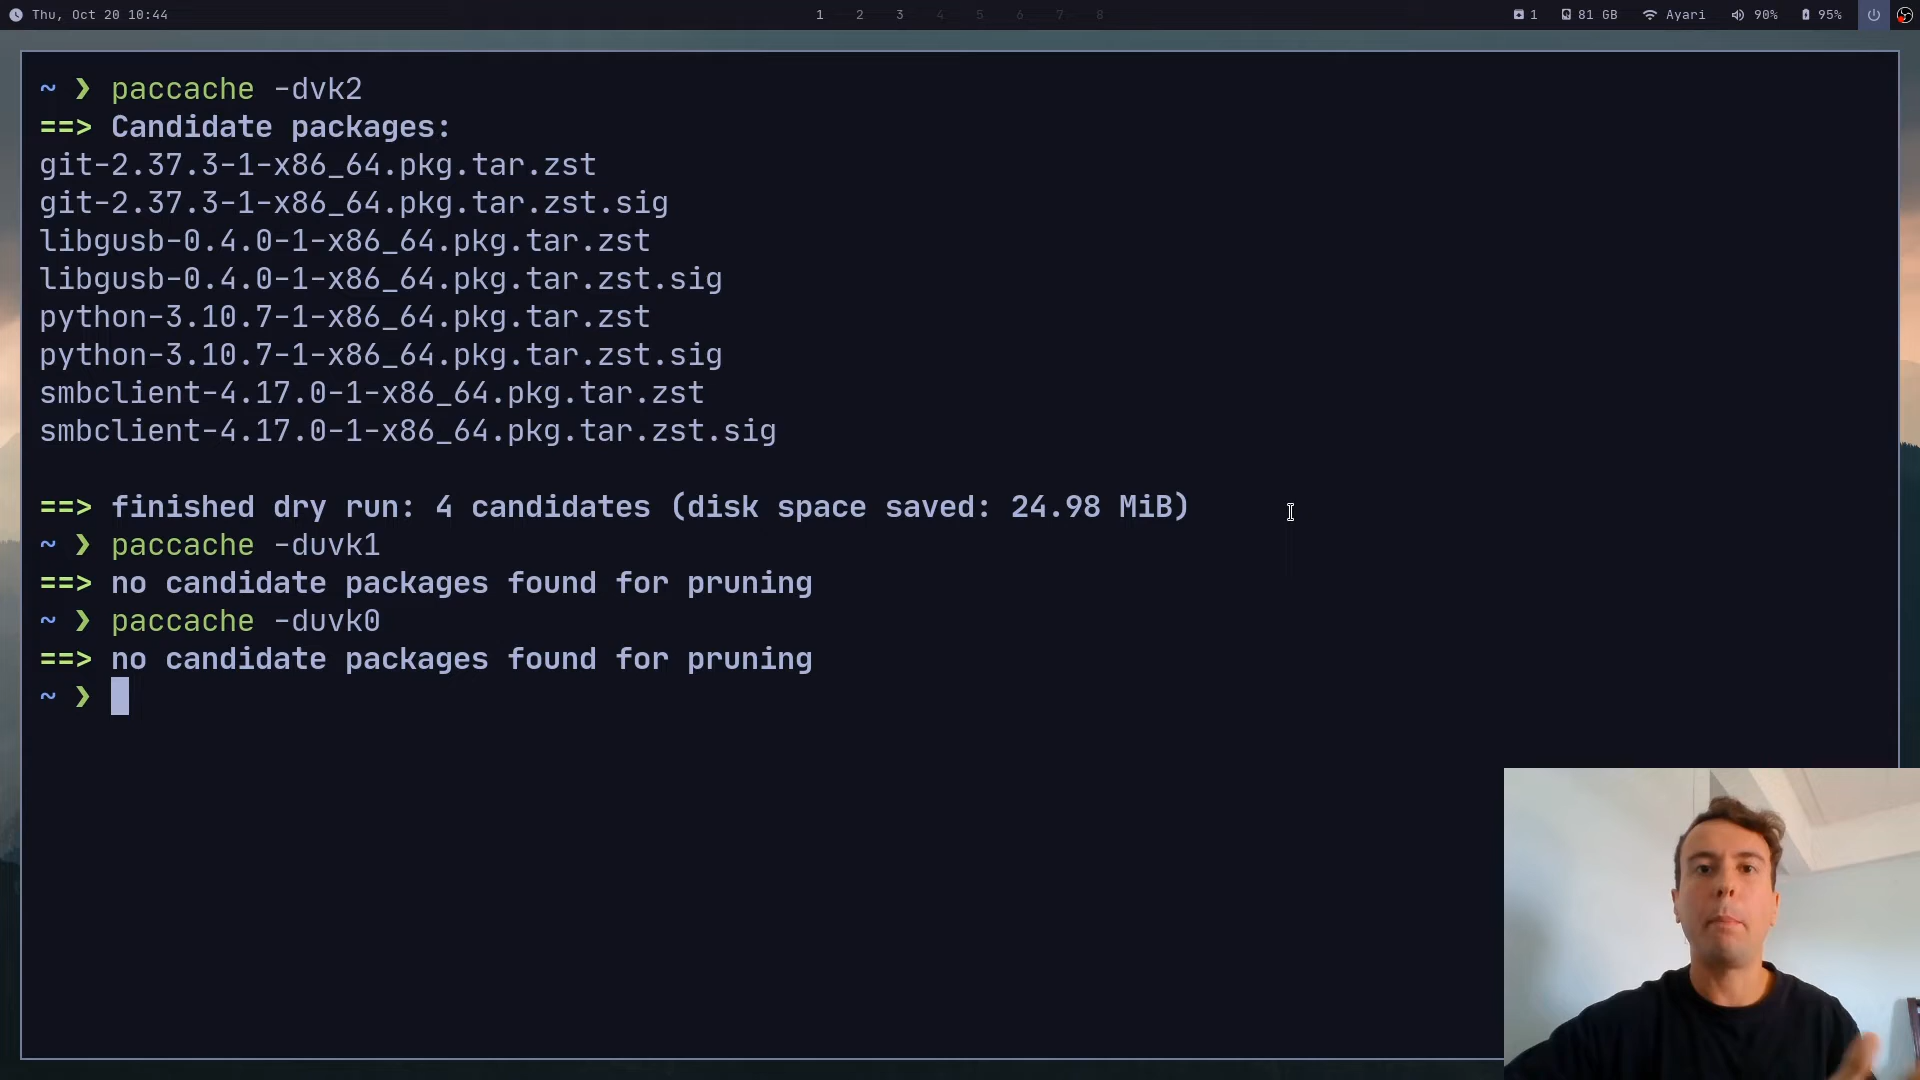 Thu, Oct 20 10:44
1 2 3 4 5 6 7 8
1 81 GB Ayari 90% 95%
~ ❯ paccache -dvk2
==> Candidate packages:
git-2.37.3-1-x86_64.pkg.tar.zst
git-2.37.3-1-x86_64.pkg.tar.zst.sig
libgusb-0.4.0-1-x86_64.pkg.tar.zst
libgusb-0.4.0-1-x86_64.pkg.tar.zst.sig
python-3.10.7-1-x86_64.pkg.tar.zst
python-3.10.7-1-x86_64.pkg.tar.zst.sig
smbclient-4.17.0-1-x86_64.pkg.tar.zst
smbclient-4.17.0-1-x86_64.pkg.tar.zst.sig
==> finished dry run: 4 candidates (disk space saved: 24.98 MiB)
~ ❯ paccache -duvk1
==> no candidate packages found for pruning
~ ❯ paccache -duvk0
==> no candidate packages found for pruning
~ ❯